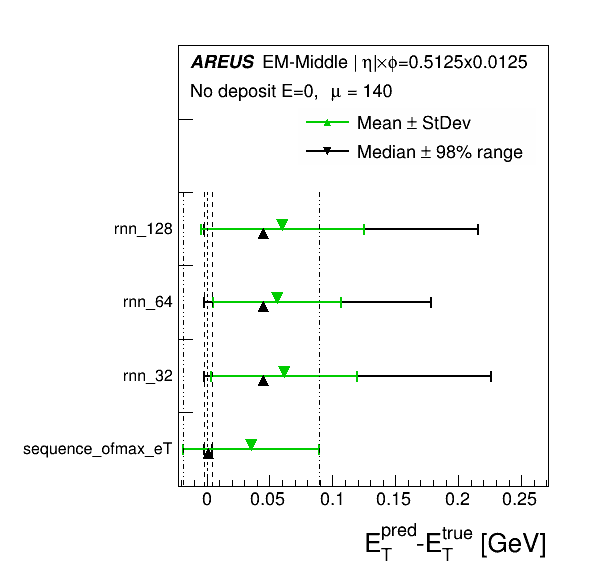 AREUS EM-Middle | η|×ϕ=0.5125x0.0125
No deposit E=0, μ = 140
Mean ± StDev
Median ± 98% range
rnn_128
rnn_64
rnn_32
sequence_ofmax_eT
0 0.05 0.1 0.15 0.2 0.25
E_T^pred-E_T^true [GeV]